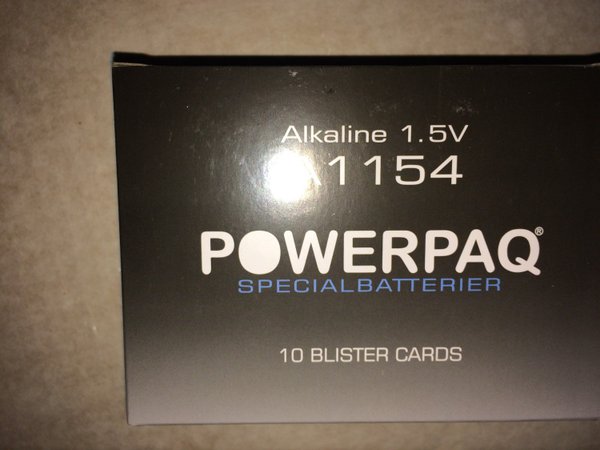 Alkaline 1.5V
1154
POWERPAQ®
SPECIALBATTERIER
10 BLISTER CARDS